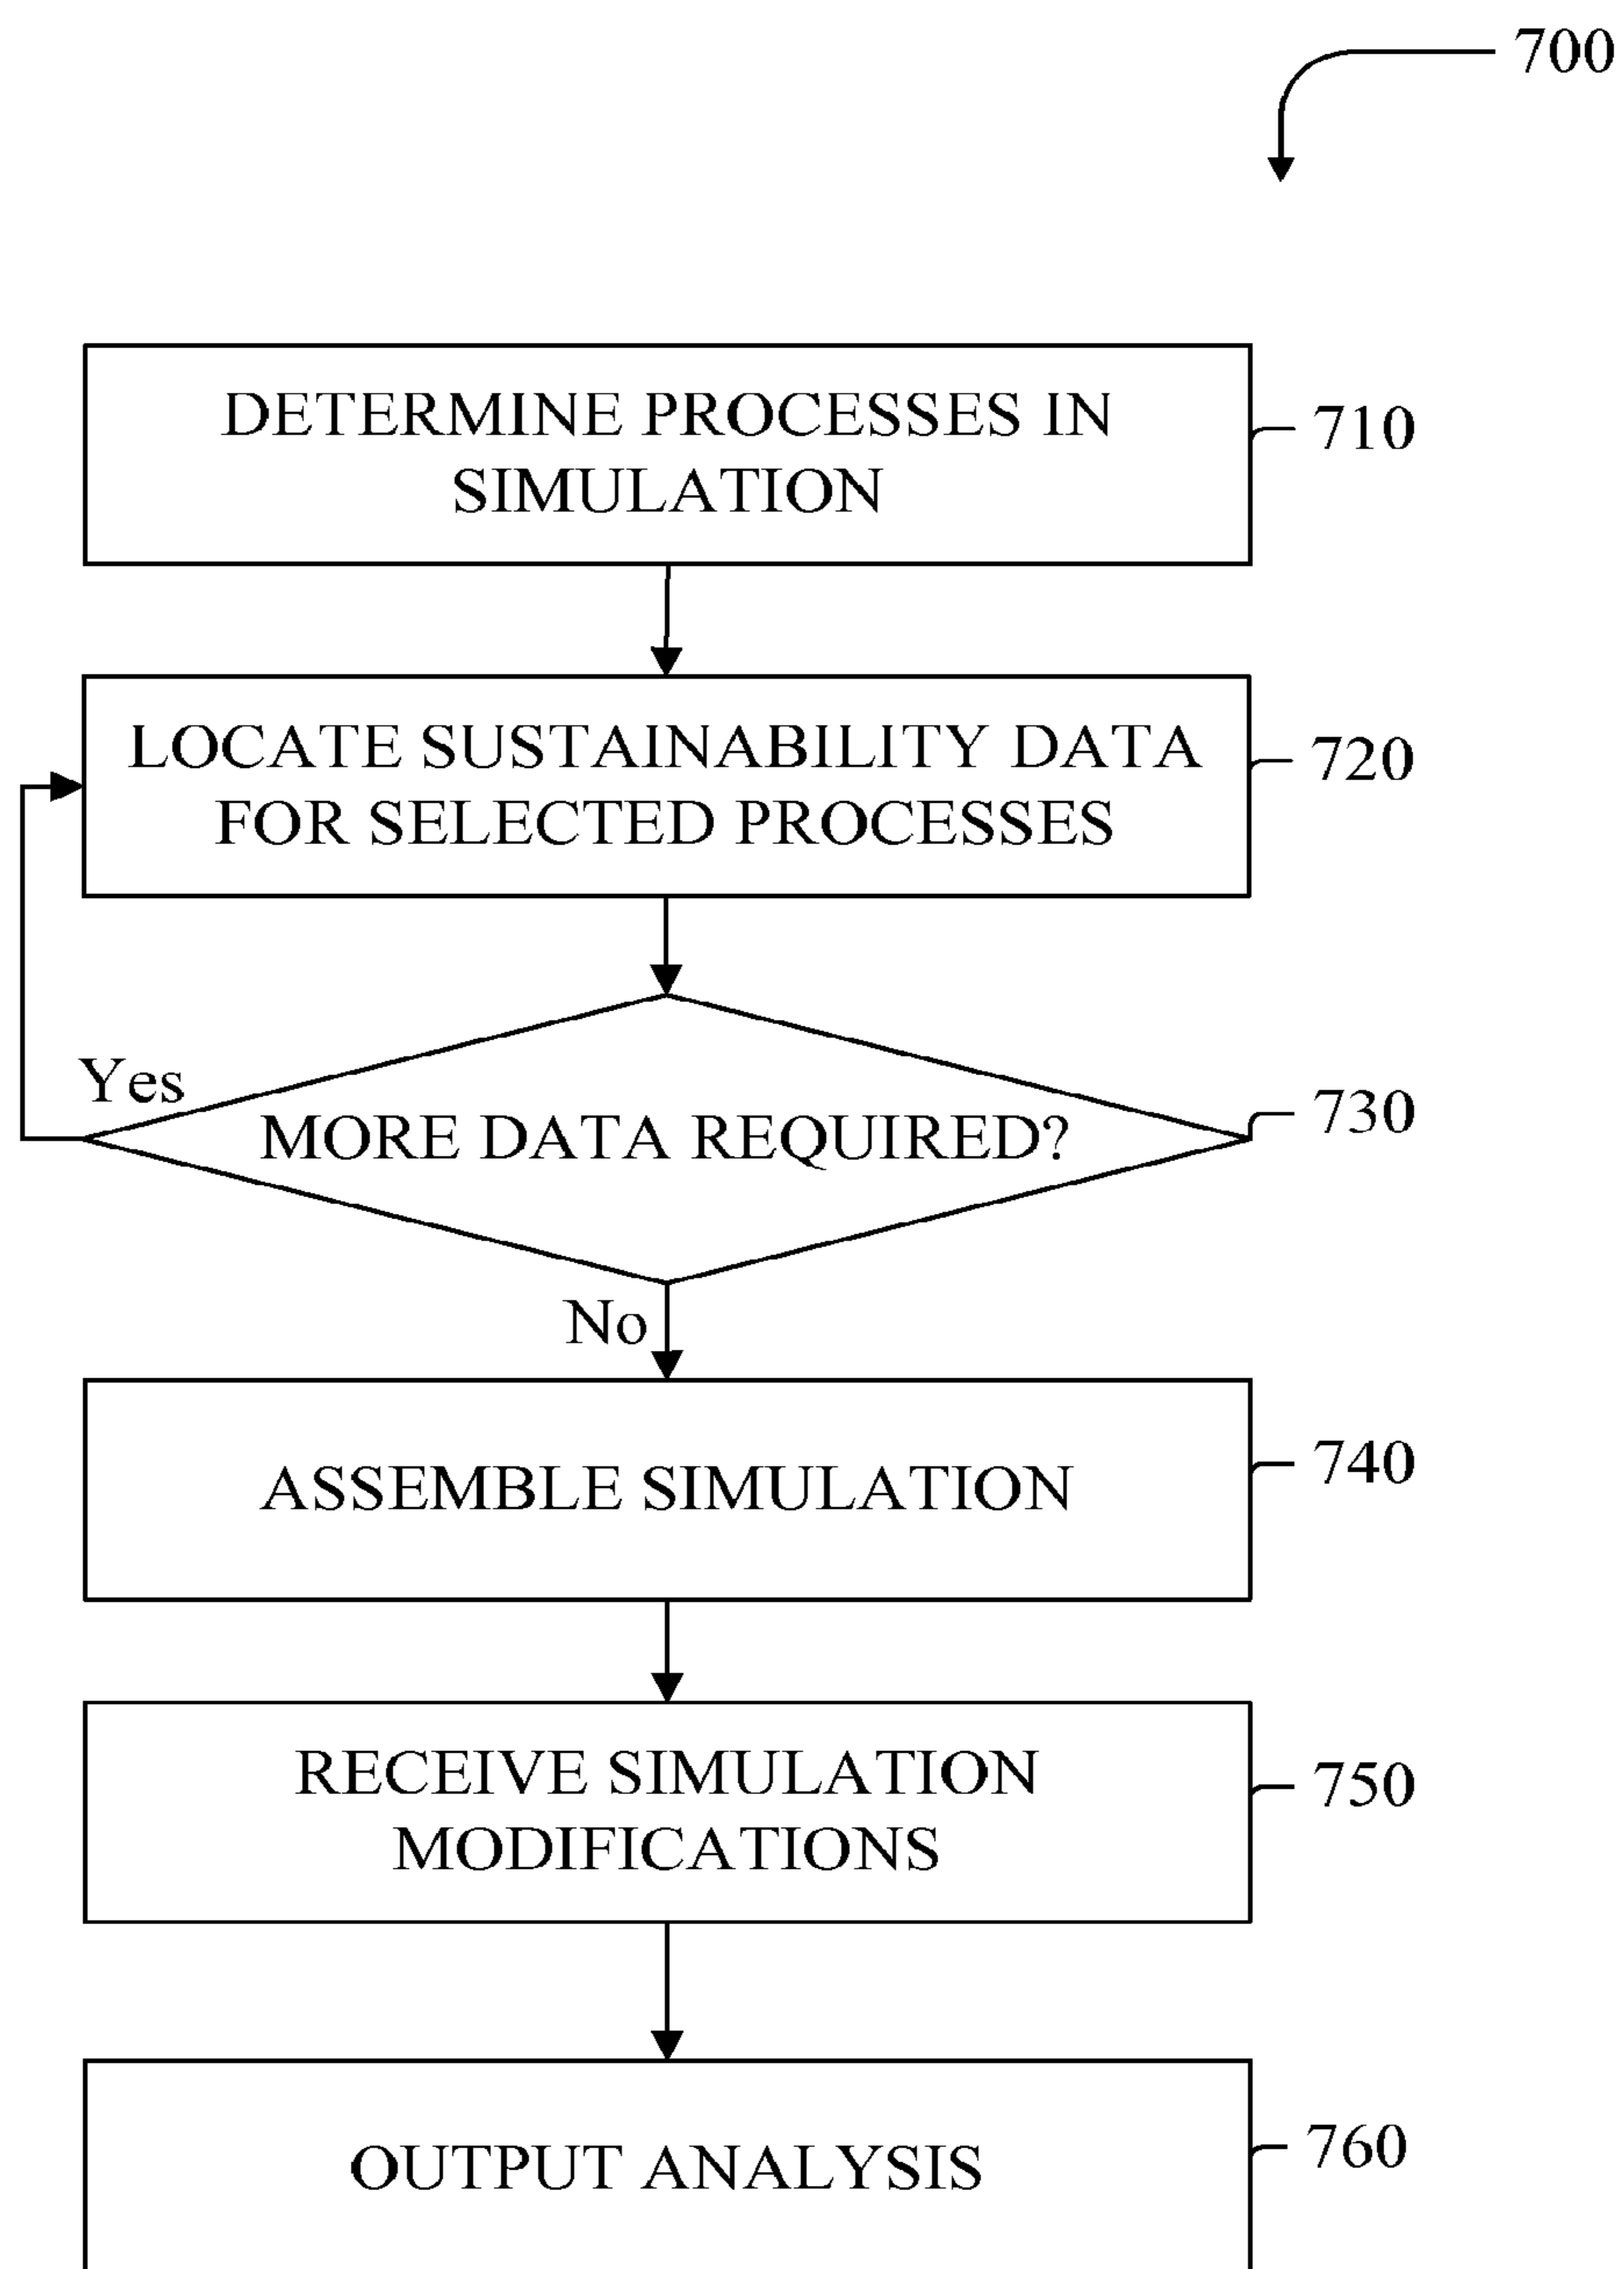 700
DETERMINE PROCESSES IN
SIMULATION
710
LOCATE SUSTAINABILITY DATA
FOR SELECTED PROCESSES
720
Yes
MORE DATA REQUIRED?
730
No
ASSEMBLE SIMULATION
740
RECEIVE SIMULATION
MODIFICATIONS
750
OUTPUT ANALYSIS
760